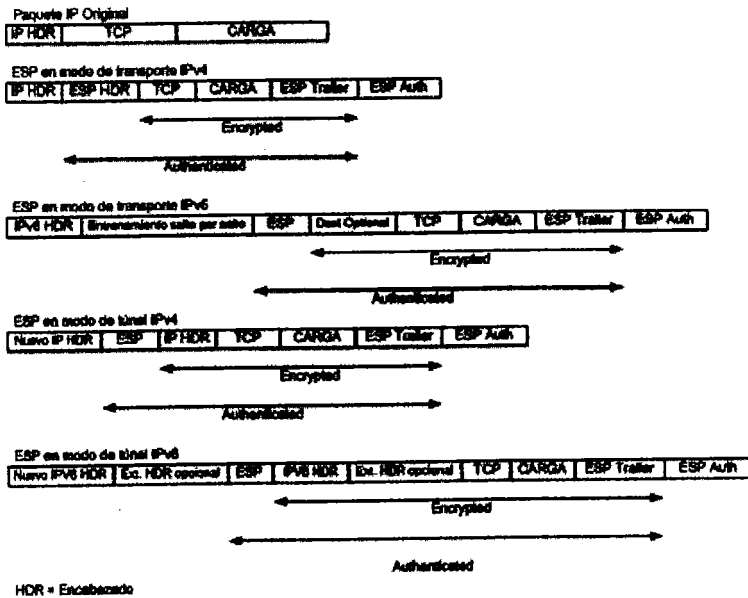 Paquete IP Original
IP HDR TCP CARGA
ESP en modo de transporte IPv4
IP HDR ESP HDR TCP CARGA ESP Trailer ESP Auth
Encrypted
Authenticated
ESP en modo de transporte IPv6
IPv6 HDR Entrenamiento salto por salto ESP Dest Optional TCP CARGA ESP Trailer ESP Auth
Encrypted
Authenticated
ESP en modo de túnel IPv4
Nuevo IP HDR ESP IP HDR TCP CARGA ESP Trailer ESP Auth
Encrypted
Authenticated
ESP en modo de túnel IPv6
Nuevo IPV6 HDR Ext. HDR opcional ESP IPV6 HDR Ext. HDR opcional TCP CARGA ESP Trailer ESP Auth
Encrypted
Authenticated
HDR = Encabezado